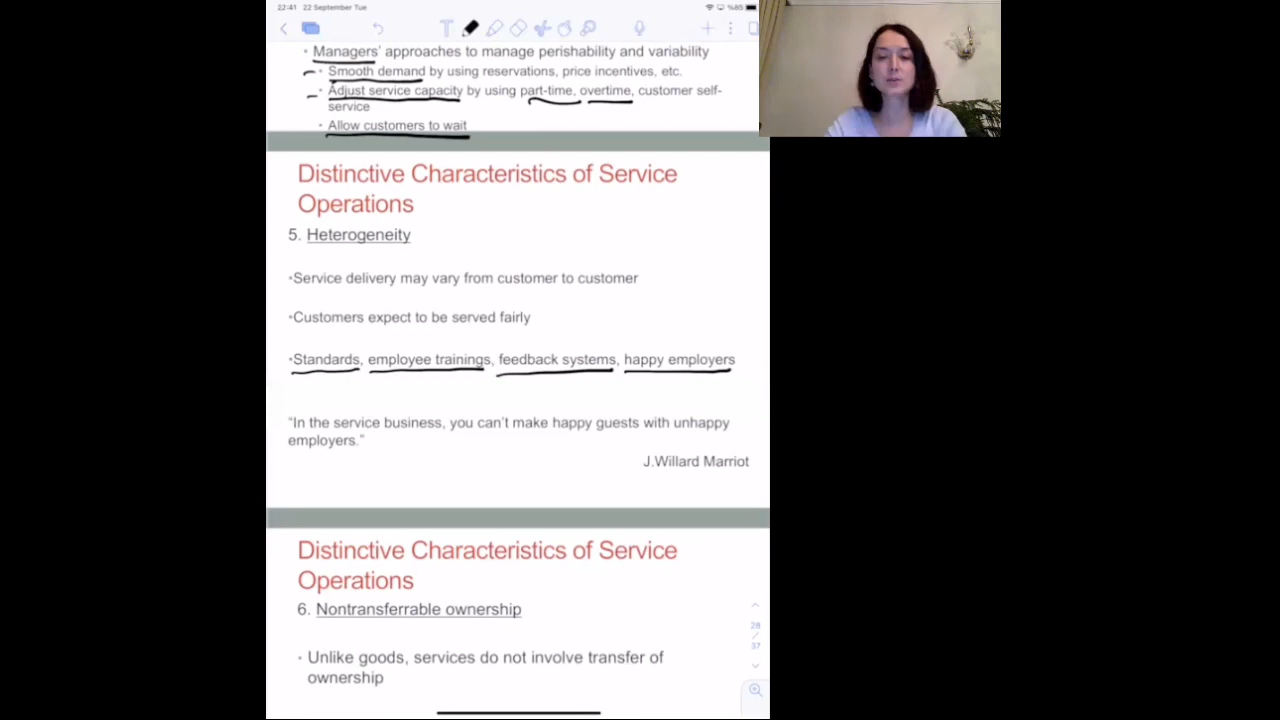 22:41 22 September Tue
%85
• Managers' approaches to manage perishability and variability
• Smooth demand by using reservations, price incentives, etc.
• Adjust service capacity by using part-time, overtime, customer self-
service
• Allow customers to wait
Distinctive Characteristics of Service
Operations
5. Heterogeneity
•Service delivery may vary from customer to customer
•Customers expect to be served fairly
•Standards, employee trainings, feedback systems, happy employers
“In the service business, you can't make happy guests with unhappy
employers.”
J.Willard Marriot
Distinctive Characteristics of Service
Operations
6. Nontransferrable ownership
• Unlike goods, services do not involve transfer of
ownership
28
/
37